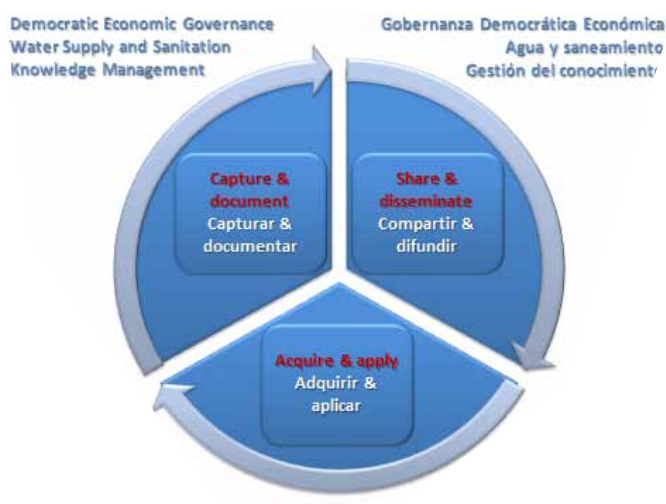 Democratic Economic Governance
Water Supply and Sanitation
Knowledge Management
Gobernanza Democrática Económica
Agua y saneamiento
Gestión del conocimiento
Capture &
document
Capturar &
documentar
Share &
disseminate
Compartir &
difundir
Acquire & apply
Adquirir &
aplicar